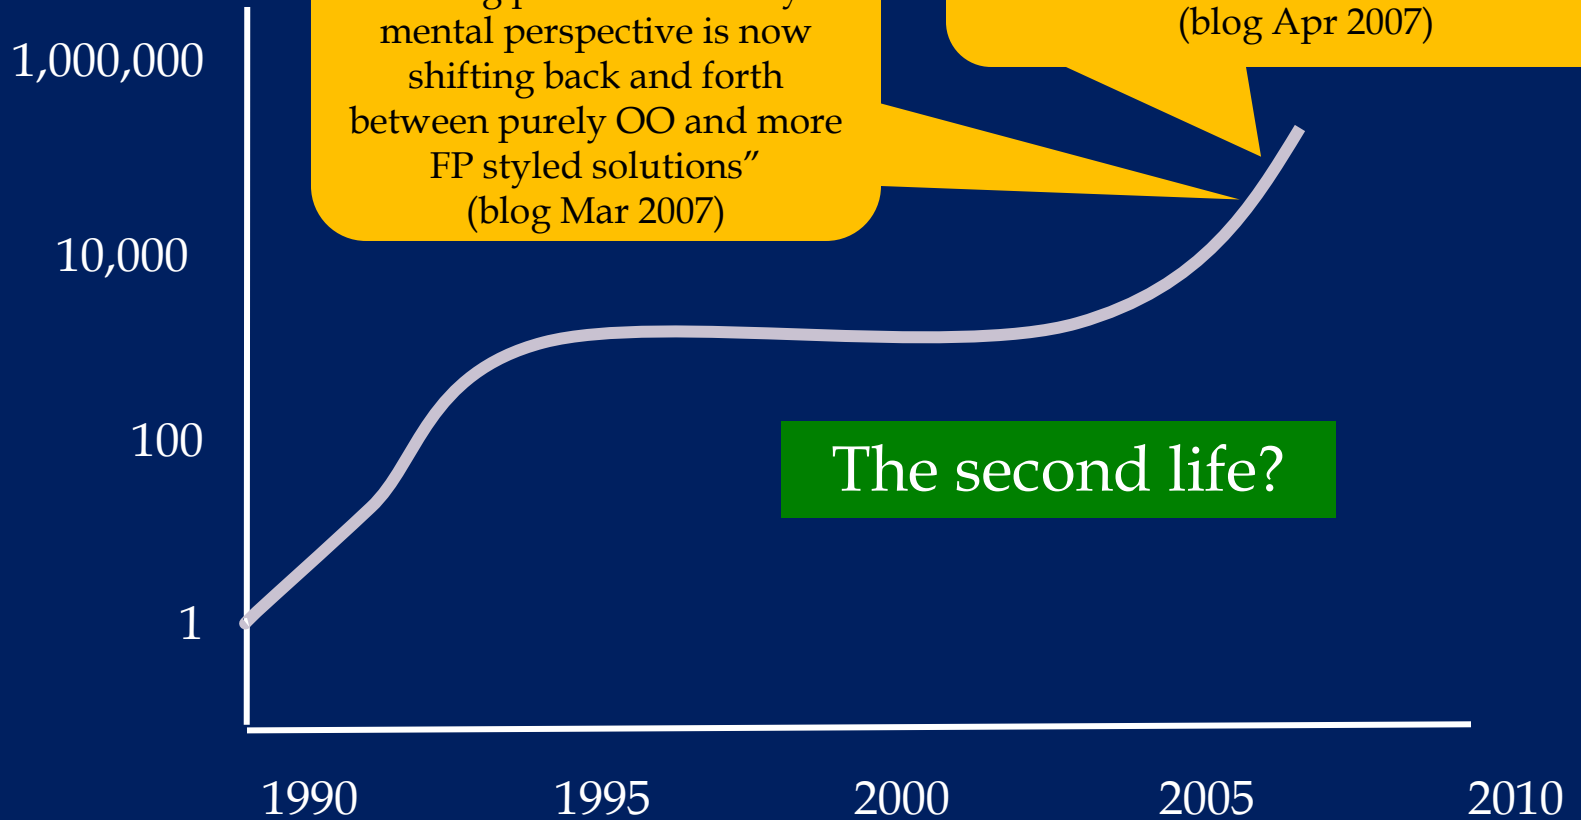 mental perspective is now
shifting back and forth
between purely OO and more
FP styled solutions”
(blog Mar 2007)
(blog Apr 2007)
1,000,000
10,000
100
1
The second life?
1990
1995
2000
2005
2010